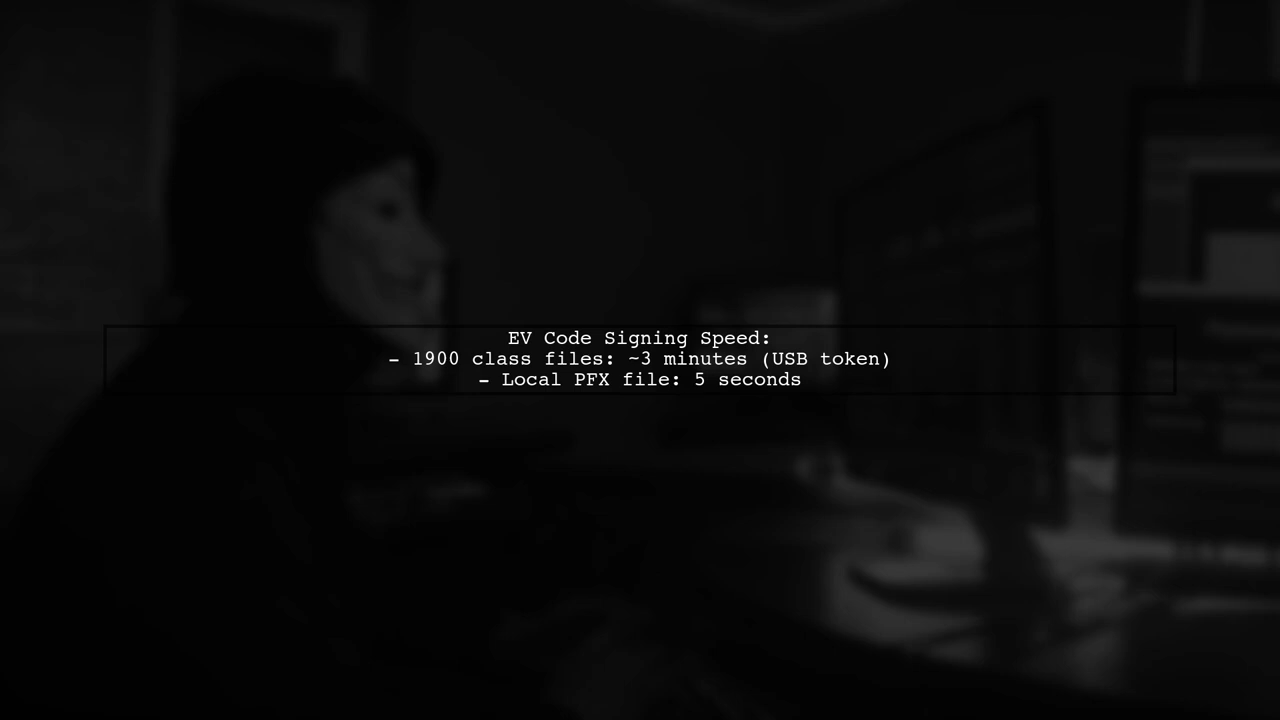 EV Code Signing Speed:
- 1900 class files: ~3 minutes (USB token)
- Local PFX file: 5 seconds